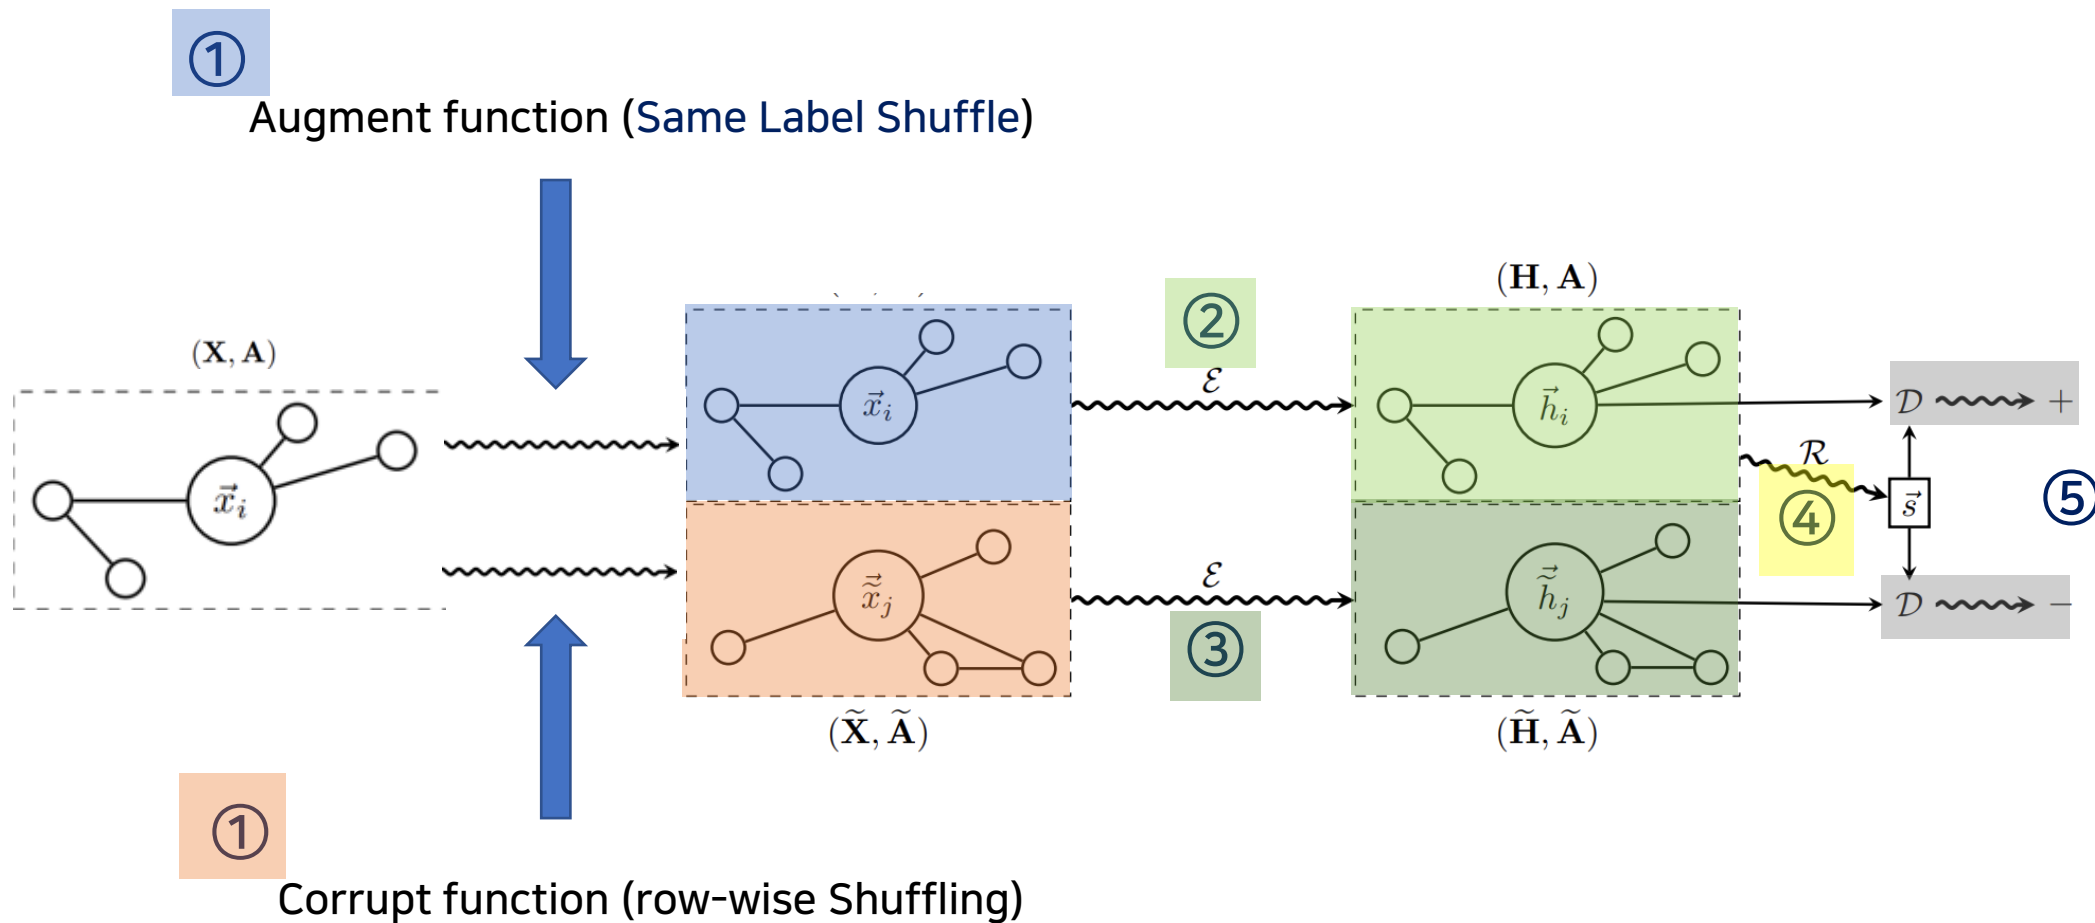 ①
Augment function (Same Label Shuffle)
(X, A)
x⃗ᵢ
x⃗ᵢ
②
ℰ
(H, A)
h⃗ᵢ
𝒟 +
ℛ
④
s⃗
⑤
x̃⃗ⱼ
ℰ
③
h̃⃗ⱼ
𝒟 −
(X̃, Ã)
(H̃, Ã)
①
Corrupt function (row-wise Shuffling)